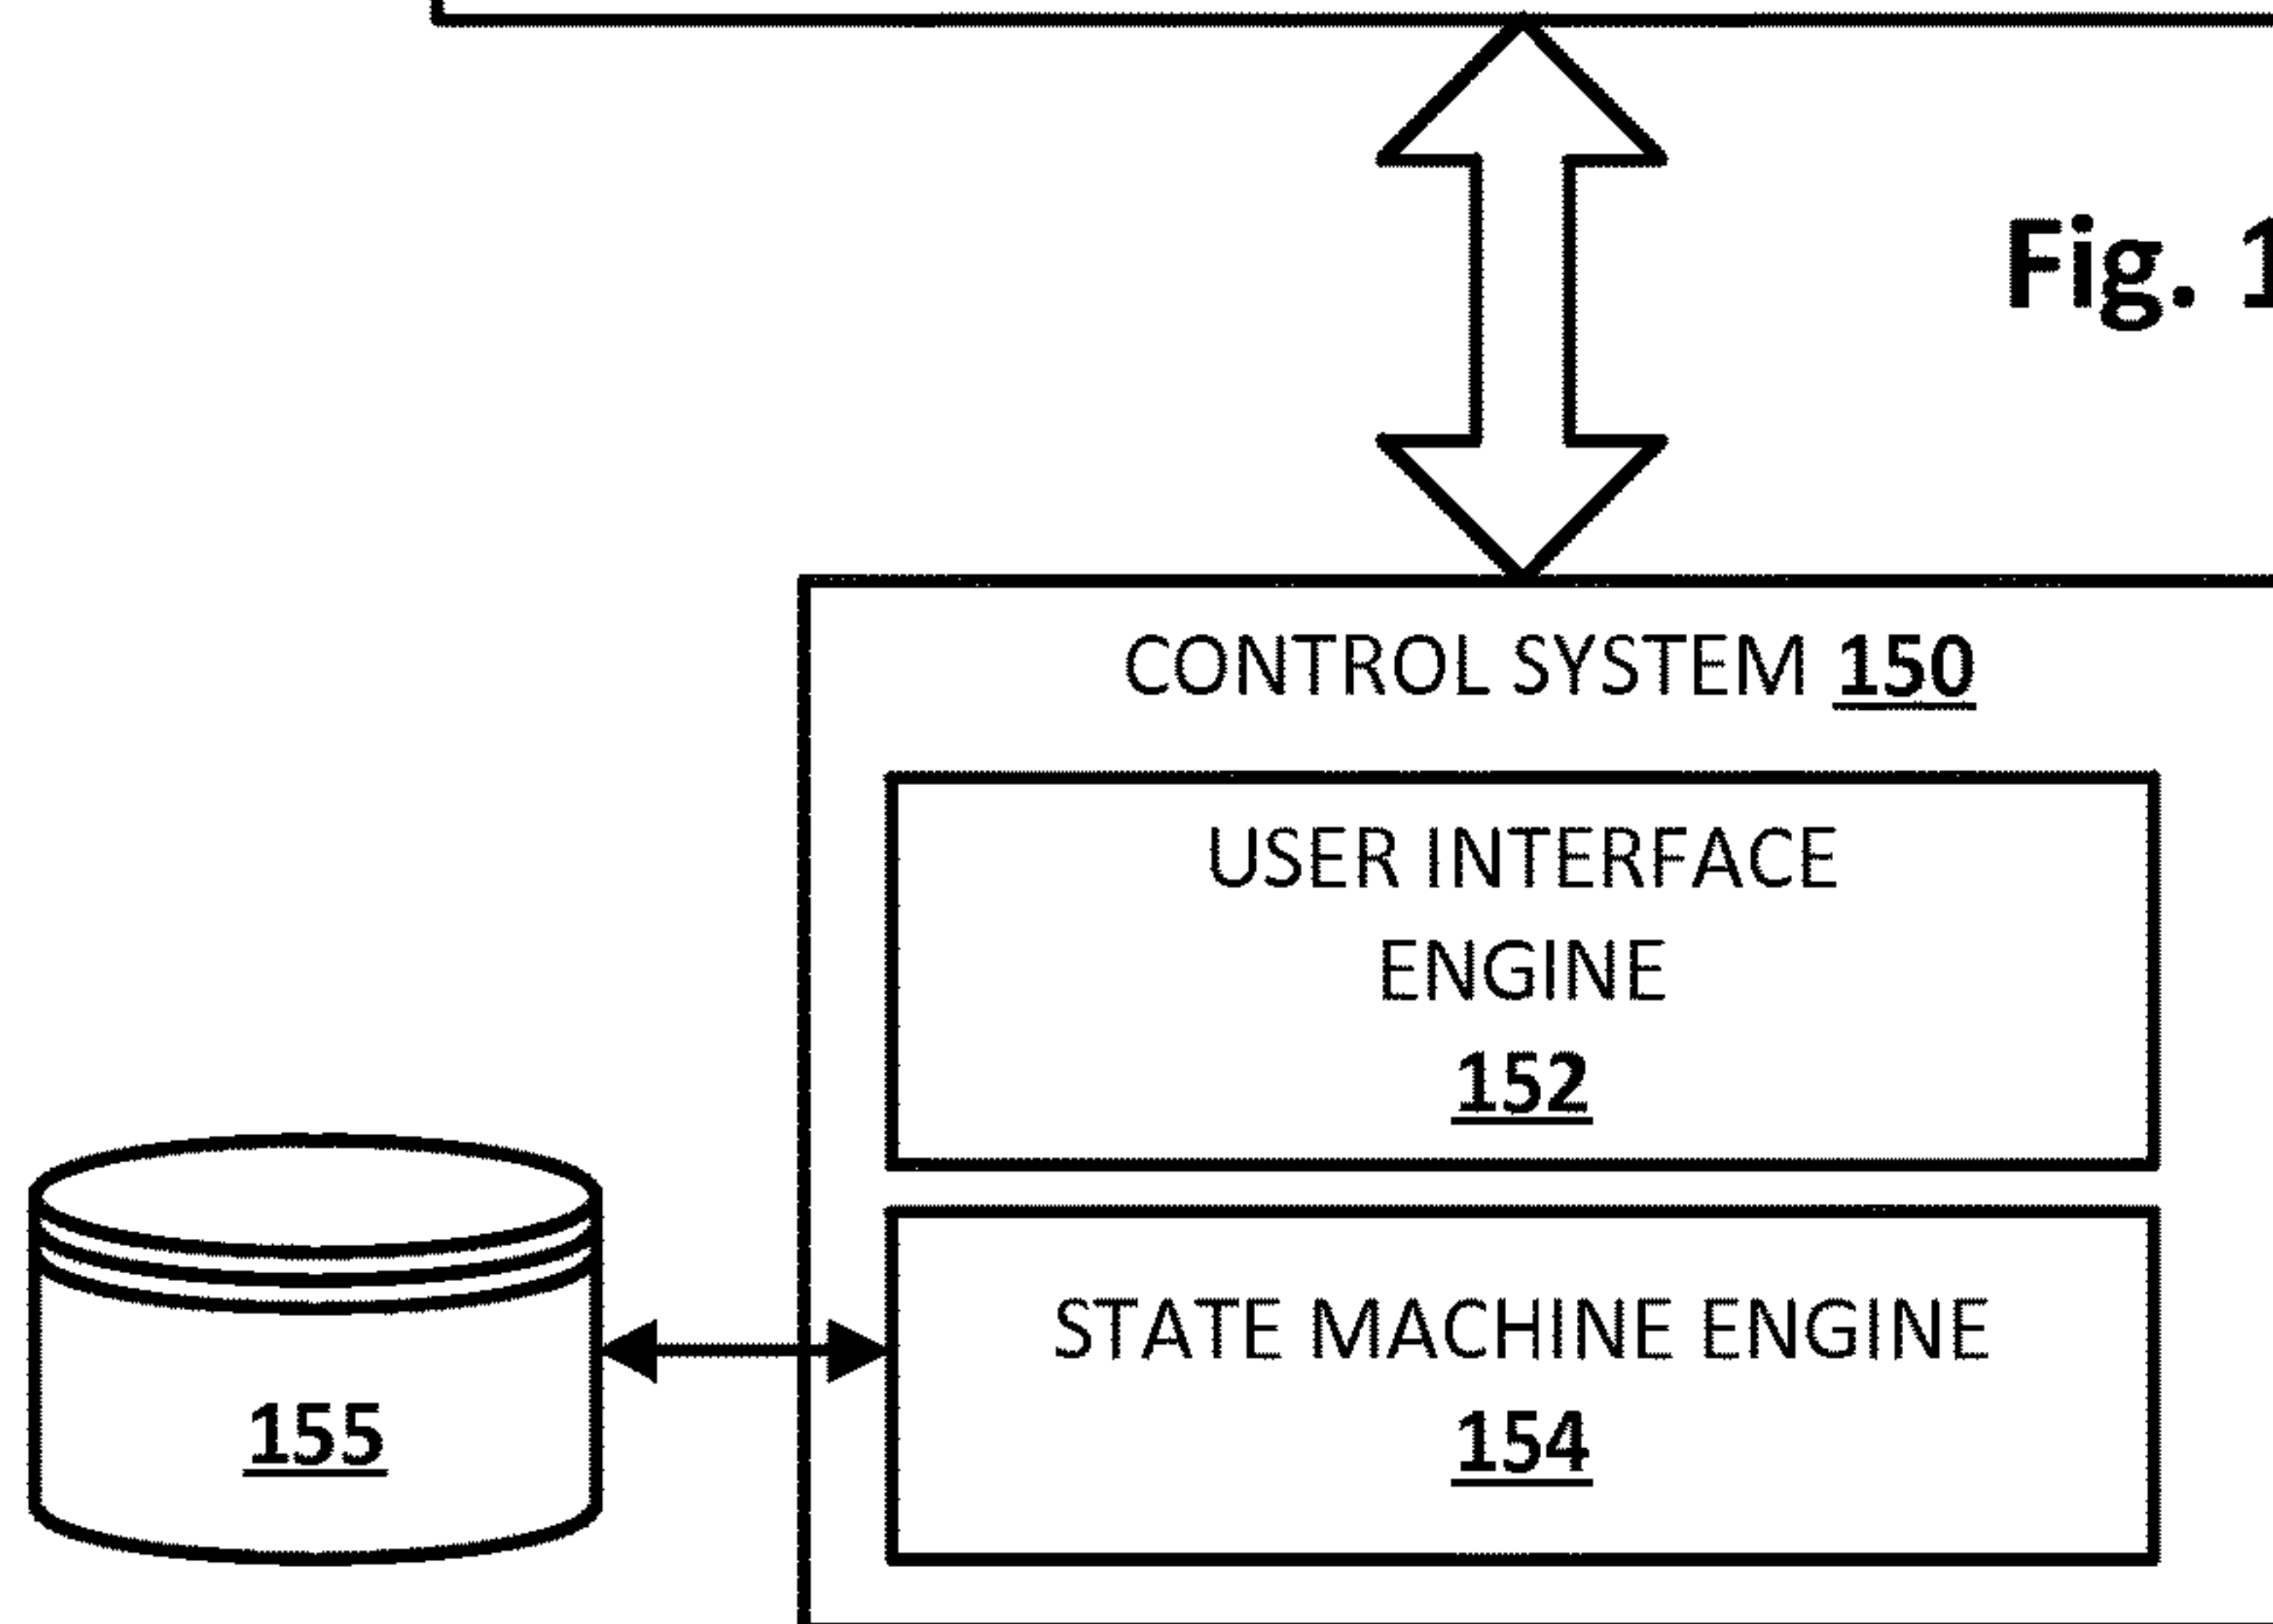 Fig. 1
CONTROL SYSTEM 150
USER INTERFACE
ENGINE
152
STATE MACHINE ENGINE
154
155